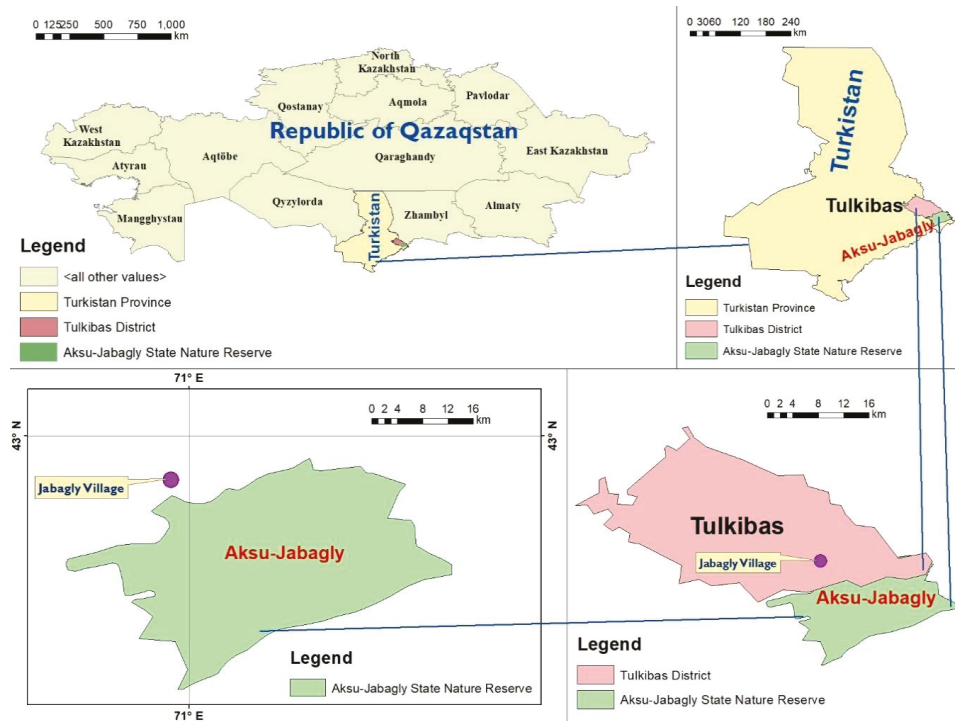 0 125250 500 750 1,000
km
North
Kazakhstan
Pavlodar
Qostanay
Aqmola
Republic of Qazaqstan
West
Kazakhstan
Aqtöbe
Qaraghandy
East Kazakhstan
Atyrau
Mangghystau
Qyzylorda
Turkistan
Zhambyl
Almaty
Legend
<all other values>
Turkistan Province
Tulkibas District
Aksu-Jabagly State Nature Reserve
0 3060 120 180 240
km
Turkistan
Tulkibas
Aksu-Jabagly
Legend
Turkistan Province
Tulkibas District
Aksu-Jabagly State Nature Reserve
71° E
0 2 4 8 12 16
km
43° N
43° N
Jabagly Village
Aksu-Jabagly
Legend
Aksu-Jabagly State Nature Reserve
71° E
0 2 4 8 12 16
km
Tulkibas
Jabagly Village
Aksu-Jabagly
Legend
Tulkibas District
Aksu-Jabagly State Nature Reserve